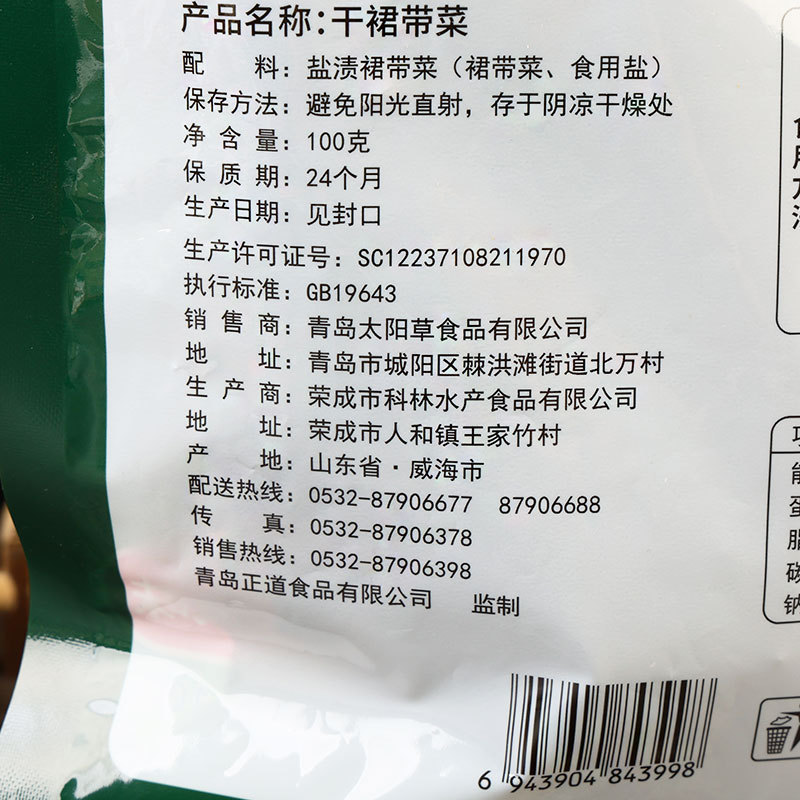 产品名称:干裙带菜
配 料: 盐渍裙带菜（裙带菜、食用盐）
保存方法: 避免阳光直射，存于阴凉干燥处
净 含 量: 100克
保 质 期: 24个月
生产日期: 见封口
生产许可证号: SC12237108211970
执行标准: GB19643
销 售 商: 青岛太阳草食品有限公司
地 址: 青岛市城阳区棘洪滩街道北万村
生 产 商: 荣成市科林水产食品有限公司
地 址: 荣成市人和镇王家竹村
产 地: 山东省·威海市
配送热线: 0532-87906677 87906688
传 真: 0532-87906378
销售热线: 0532-87906398
青岛正道食品有限公司 监制
6 943904 843998